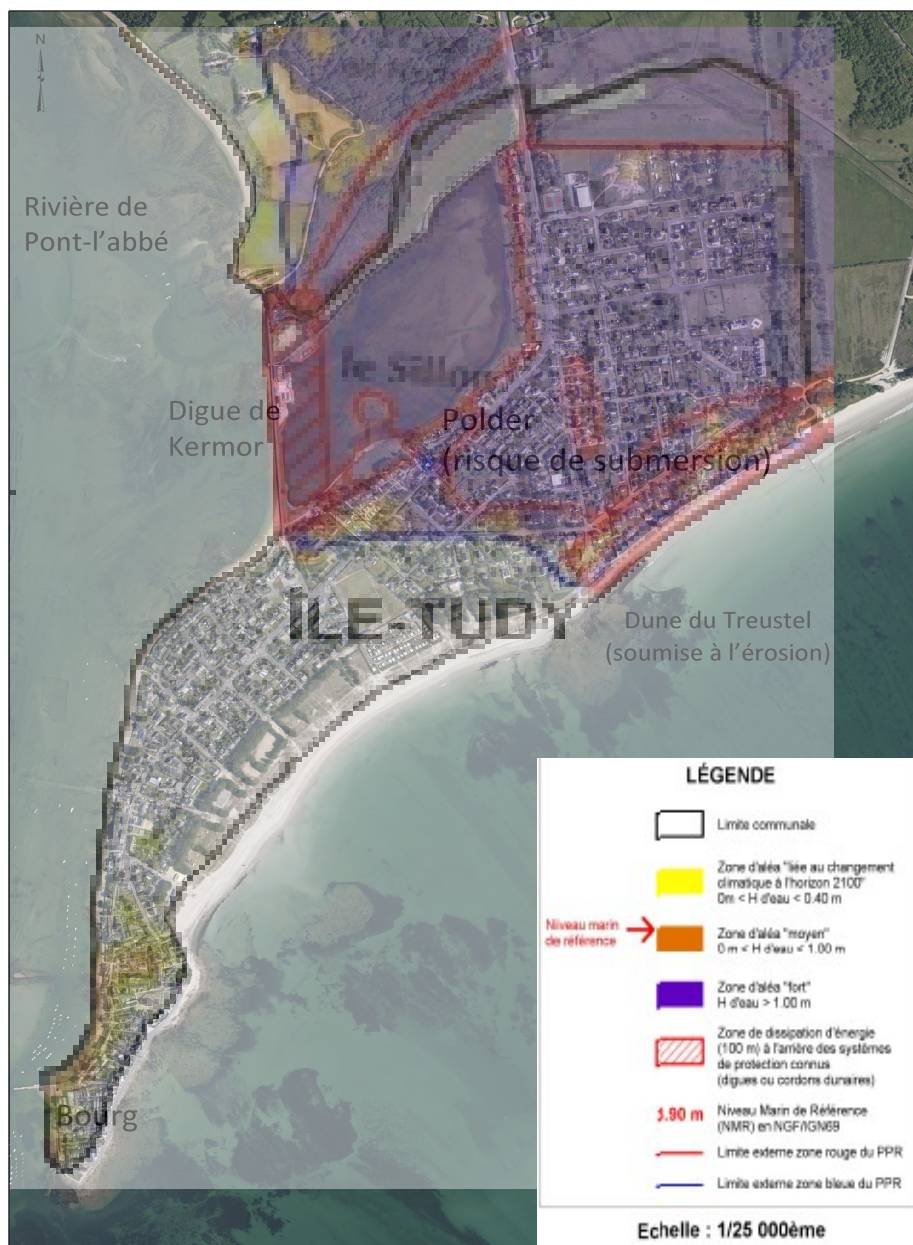 N
Rivière de
Pont-l'abbé
le Sillon
Digue de
Kermor
Polder
(risque de submersion)
ÎLE-TUDY
Dune du Treustel
(soumise à l'érosion)
Bourg
LÉGENDE
Limite communale
Zone d'aléa "liée au changement
climatique à l'horizon 2100"
0m < H d'eau < 0.40 m
Niveau marin
de référence
Zone d'aléa "moyen"
0 m < H d'eau < 1.00 m
Zone d'aléa "fort"
H d'eau > 1.00 m
Zone de dissipation d'énergie
(100 m) à l'arrière des systèmes
de protection connus
(digues ou cordons dunaires)
3.90 m
Niveau Marin de Référence
(NMR) en NGF/IGN69
Limite externe zone rouge du PPR
Limite externe zone bleue du PPR
Echelle : 1/25 000ème